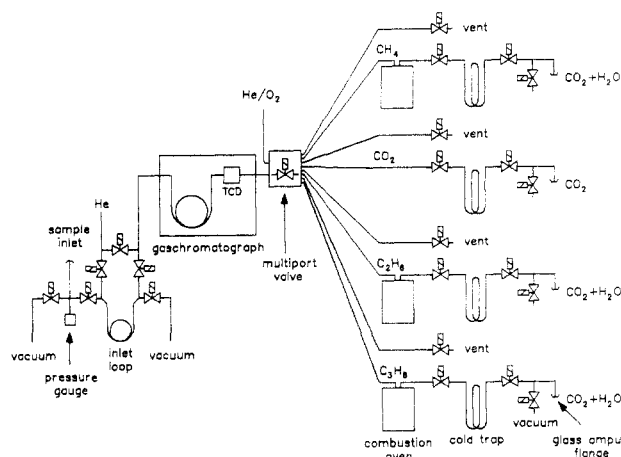 vent
CH4
He/O2
CO2+H2O
vent
CO2
CO2
TCD
He
gaschromatograph
sample
inlet
vent
multiport
valve
C2H6
CO2+H2O
vacuum
inlet
loop
vacuum
vent
pressure
gauge
C3H8
CO2+H2O
vacuum
combustion
cold trap
glass ampu
flange